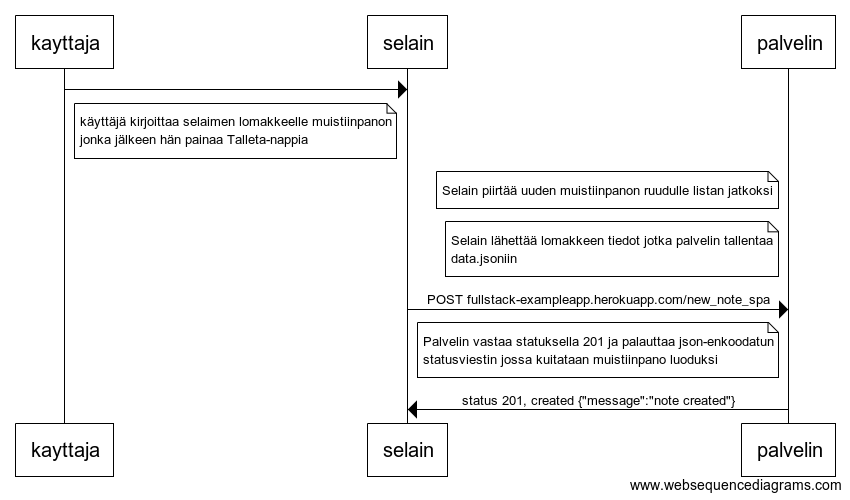 kayttaja
selain
palvelin
käyttäjä kirjoittaa selaimen lomakkeelle muistiinpanon
jonka jälkeen hän painaa Talleta-nappia
Selain piirtää uuden muistiinpanon ruudulle listan jatkoksi
Selain lähettää lomakkeen tiedot jotka palvelin tallentaa
data.jsoniin
POST fullstack-exampleapp.herokuapp.com/new_note_spa
Palvelin vastaa statuksella 201 ja palauttaa json-enkoodatun
statusviestin jossa kuitataan muistiinpano luoduksi
status 201, created {"message":"note created"}
kayttaja
selain
palvelin
www.websequencediagrams.com